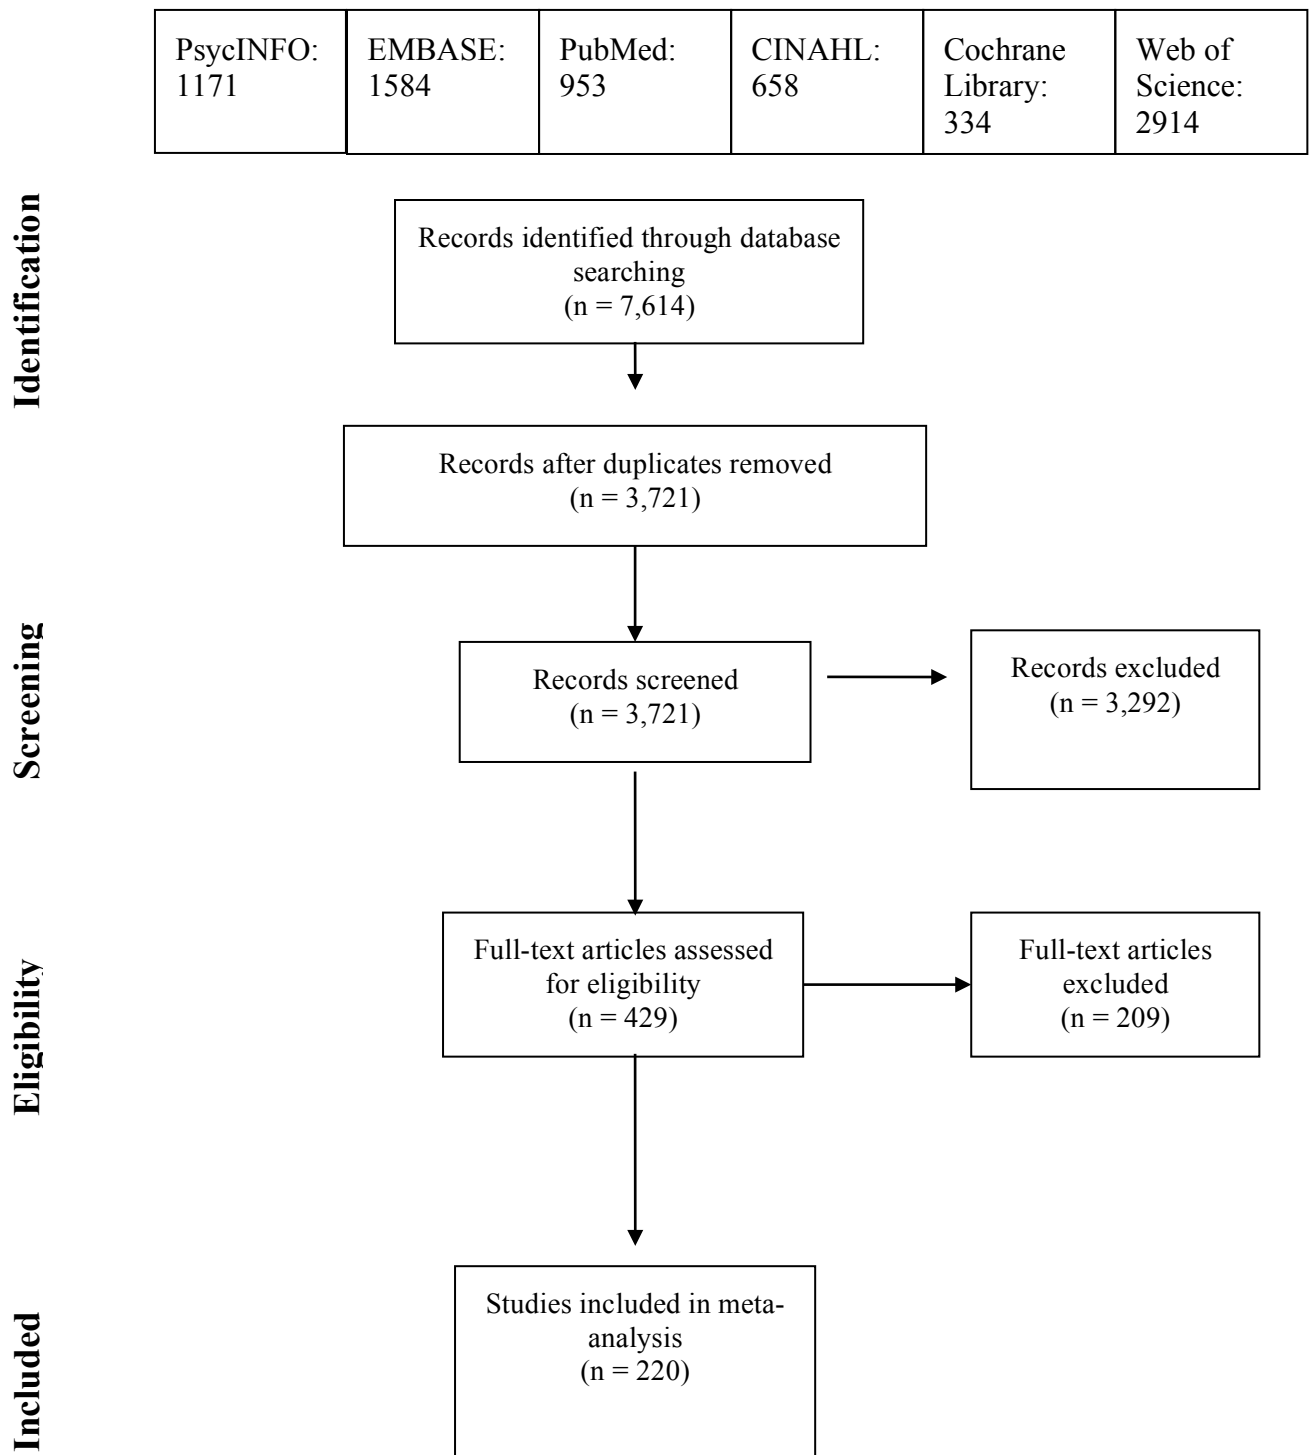 PsycINFO:
1171
EMBASE:
1584
PubMed:
953
CINAHL:
658
Cochrane
Library:
334
Web of
Science:
2914
Identification
Records identified through database
searching
(n = 7,614)
Records after duplicates removed
(n = 3,721)
Screening
Records screened
(n = 3,721)
Records excluded
(n = 3,292)
Eligibility
Full-text articles assessed
for eligibility
(n = 429)
Full-text articles
excluded
(n = 209)
Included
Studies included in meta-
analysis
(n = 220)